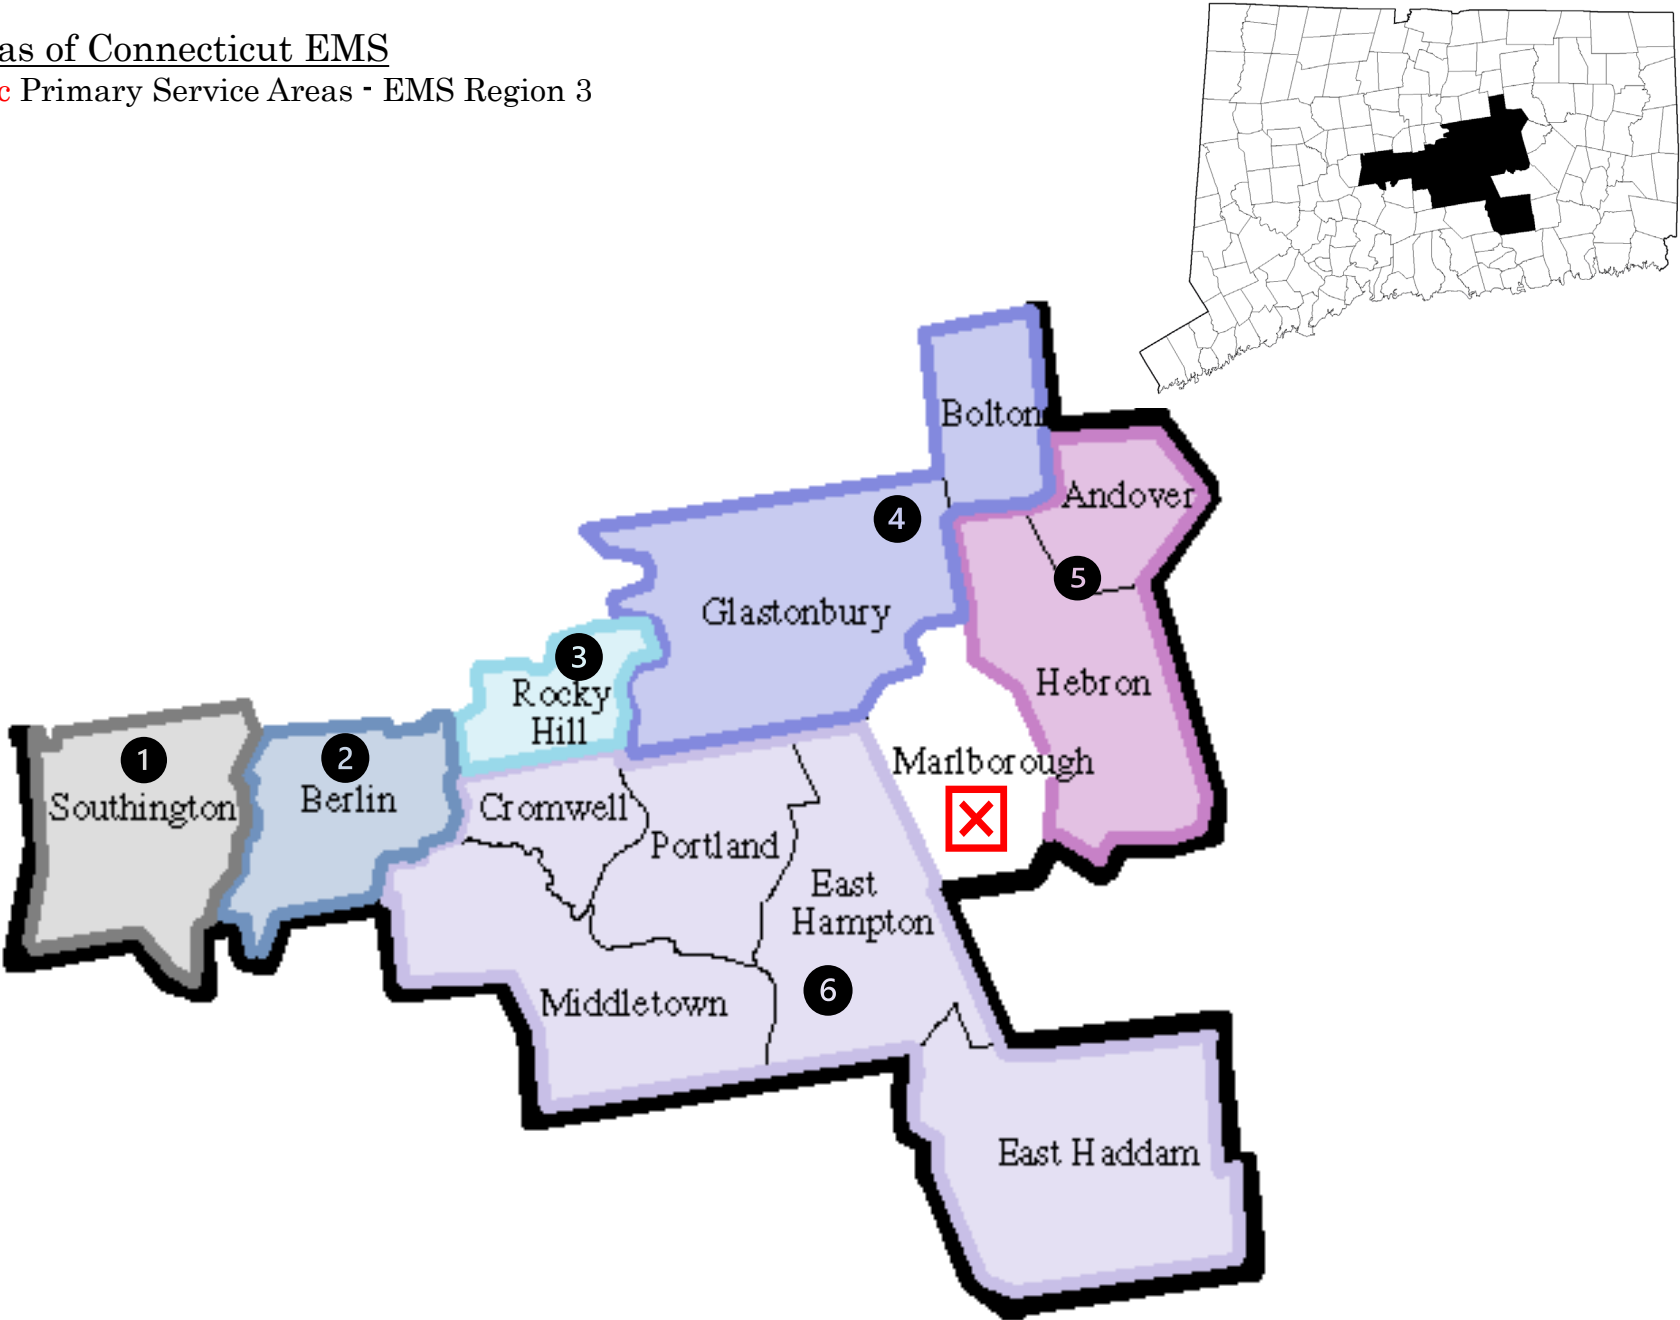 as of Connecticut EMS
c Primary Service Areas - EMS Region 3
Bolton
Andover
4
5
Glastonbury
3
Rocky
Hill
Hebron
1
2
Southington
Berlin
Cromwell
Portland
Marlborough
East
Hampton
6
Middletown
East Haddam